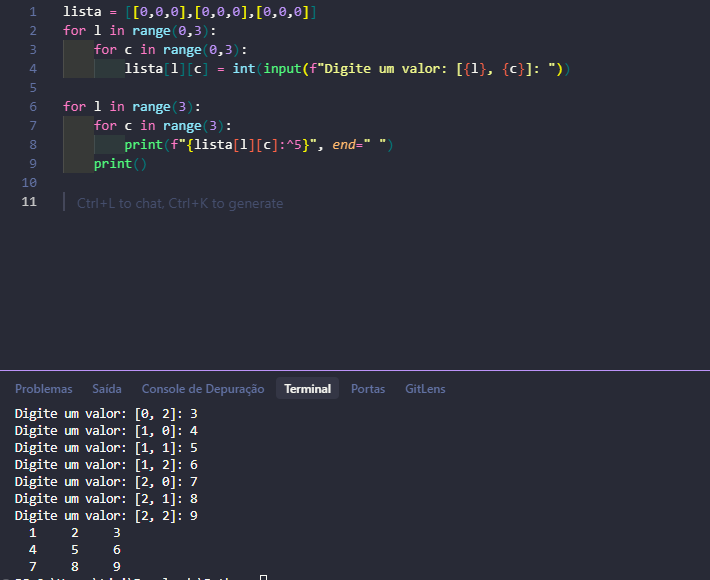 1 lista = [[0,0,0],[0,0,0],[0,0,0]]
2 for l in range(0,3):
3 for c in range(0,3):
4 lista[l][c] = int(input(f"Digite um valor: [{l}, {c}]: "))
5
6 for l in range(3):
7 for c in range(3):
8 print(f"{lista[l][c]:^5}", end=" ")
9 print()
10
11 Ctrl+L to chat, Ctrl+K to generate
Problemas Saída Console de Depuração Terminal Portas GitLens
Digite um valor: [0, 2]: 3
Digite um valor: [1, 0]: 4
Digite um valor: [1, 1]: 5
Digite um valor: [1, 2]: 6
Digite um valor: [2, 0]: 7
Digite um valor: [2, 1]: 8
Digite um valor: [2, 2]: 9
1 2 3
4 5 6
7 8 9